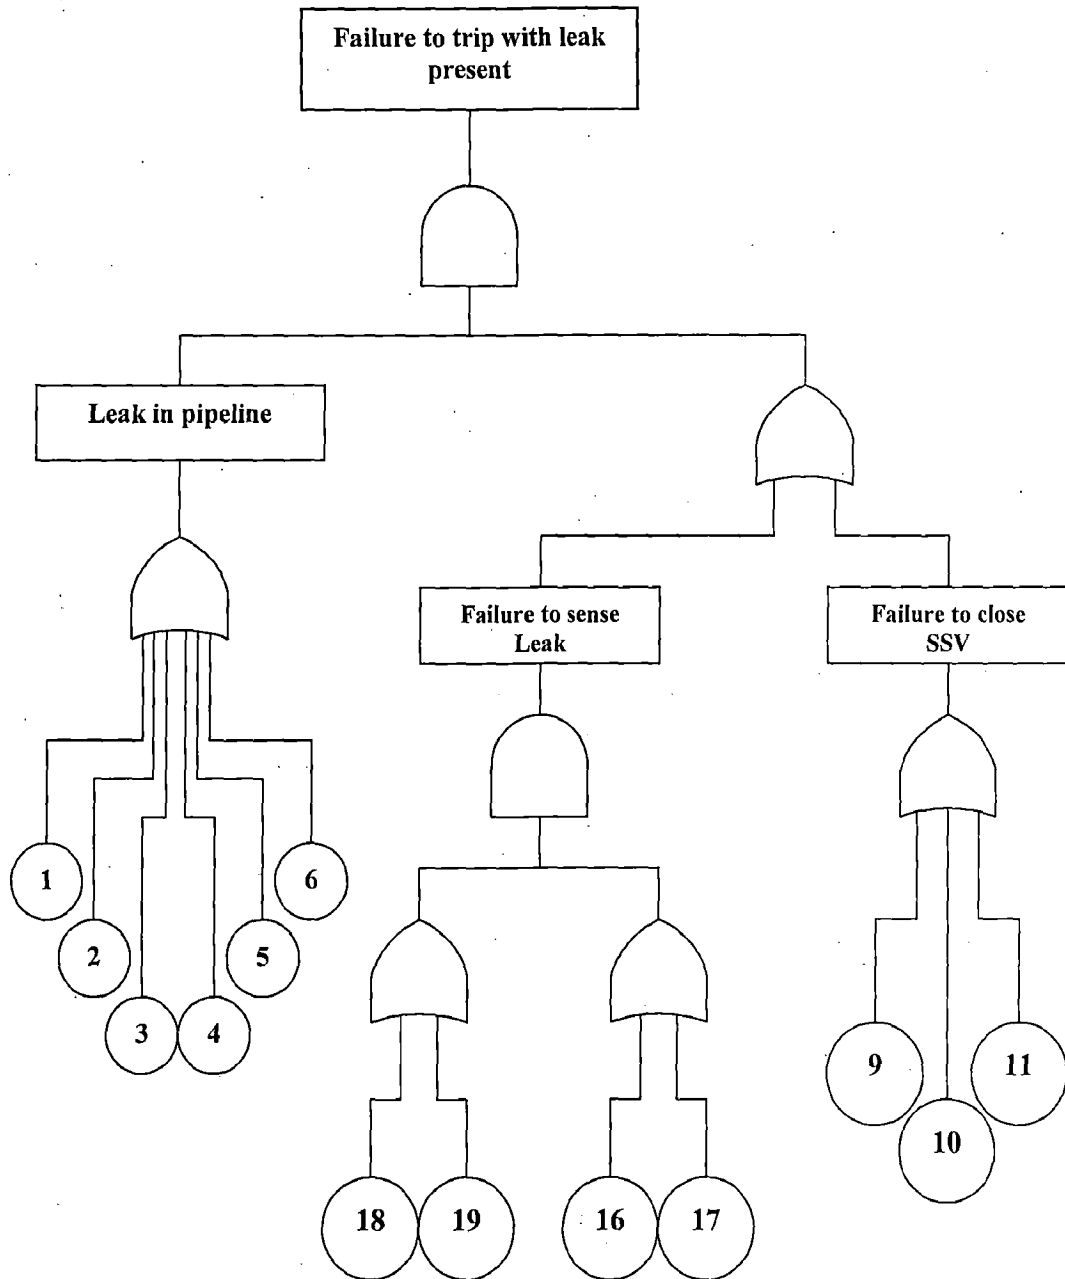 Failure to trip with leak
present
Leak in pipeline
Failure to sense
Leak
Failure to close
SSV
1
6
2
5
3
4
9
11
10
18
19
16
17